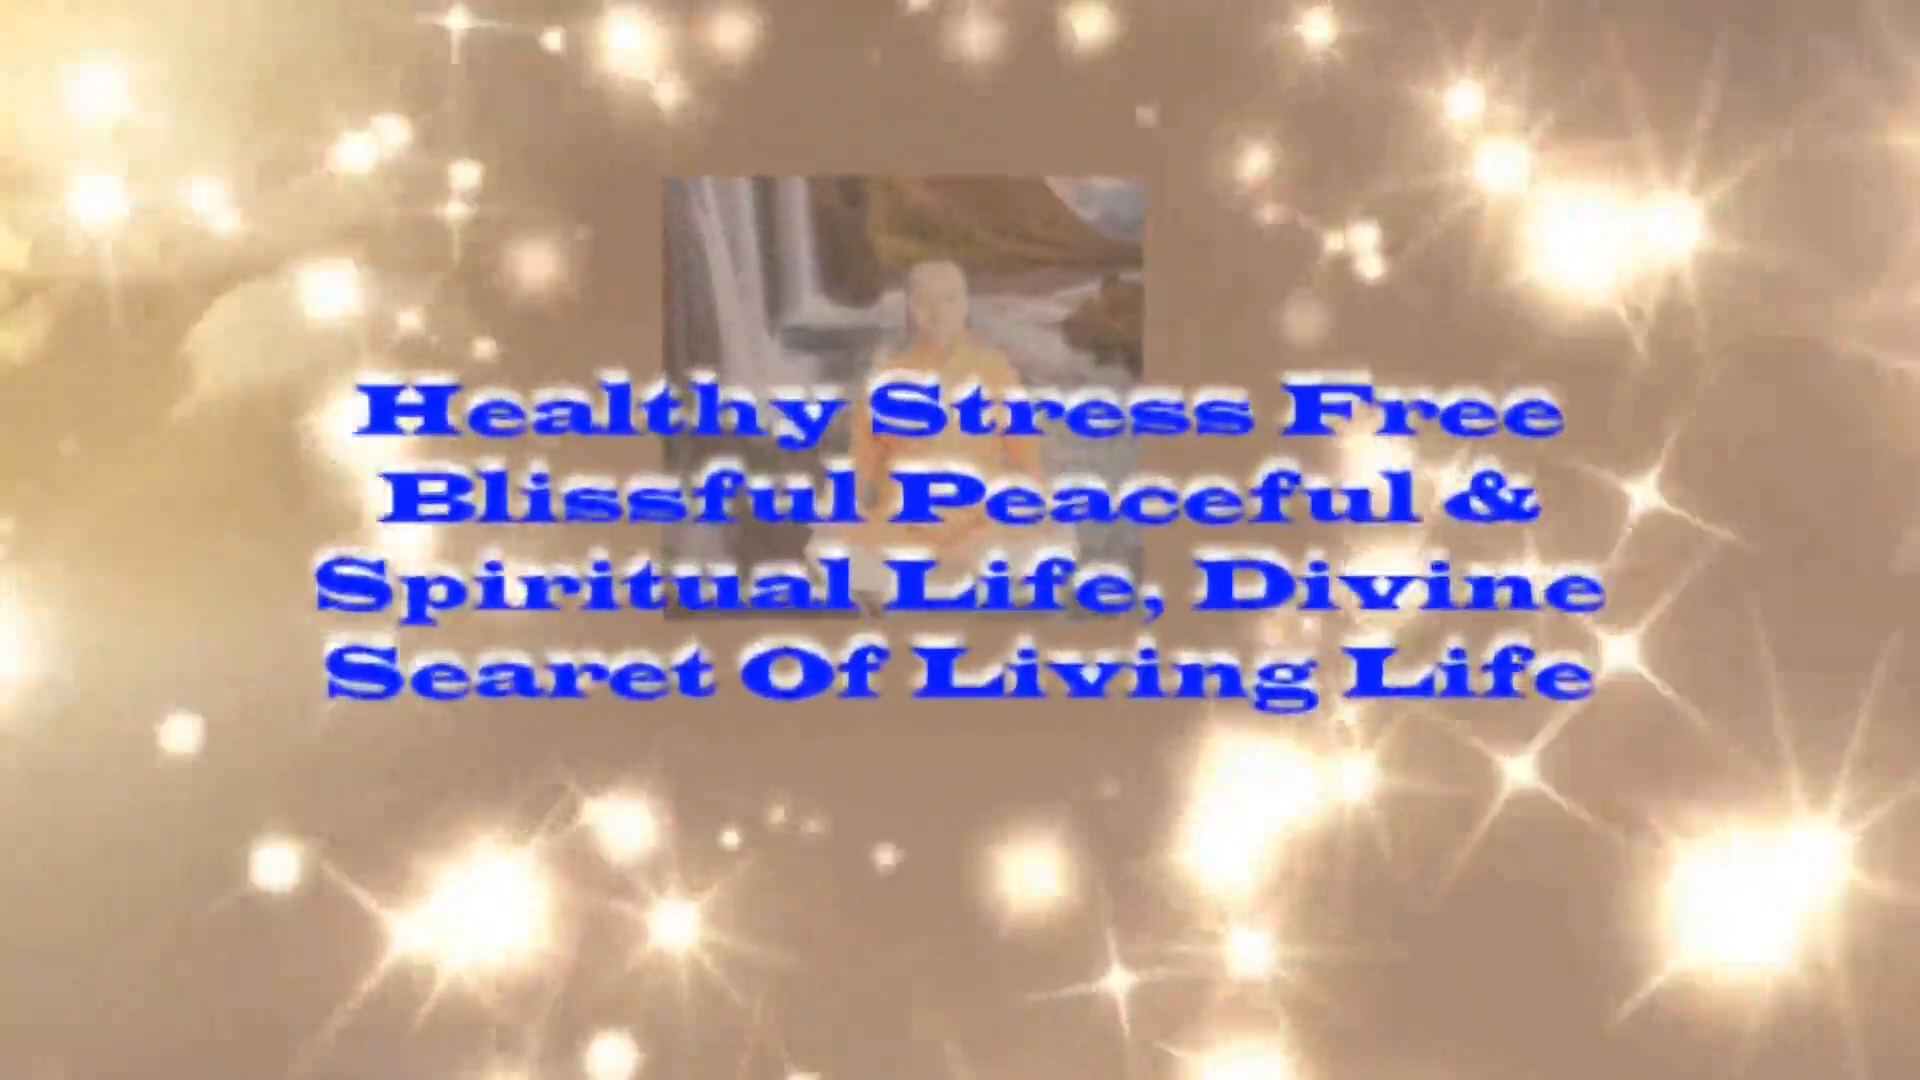 Healthy Stress Free
Blissful Peaceful &
Spiritual Life, Divine
Searet Of Living Life